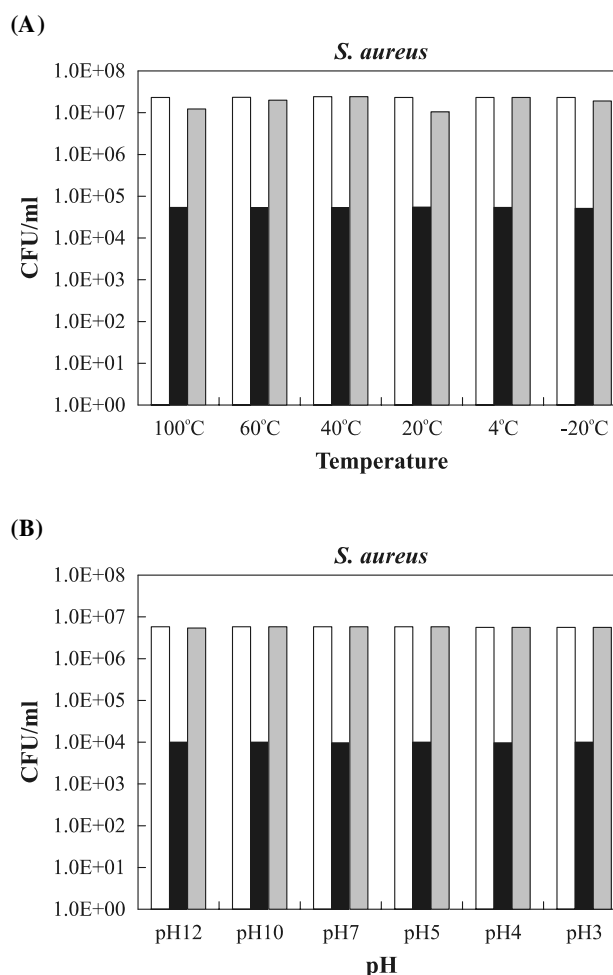 (A)
S. aureus
1.0E+08
1.0E+07
1.0E+06
1.0E+05
1.0E+04
1.0E+03
1.0E+02
1.0E+01
1.0E+00
CFU/ml
100°C 60°C 40°C 20°C 4°C -20°C
Temperature
(B)
S. aureus
1.0E+08
1.0E+07
1.0E+06
1.0E+05
1.0E+04
1.0E+03
1.0E+02
1.0E+01
1.0E+00
CFU/ml
pH12 pH10 pH7 pH5 pH4 pH3
pH